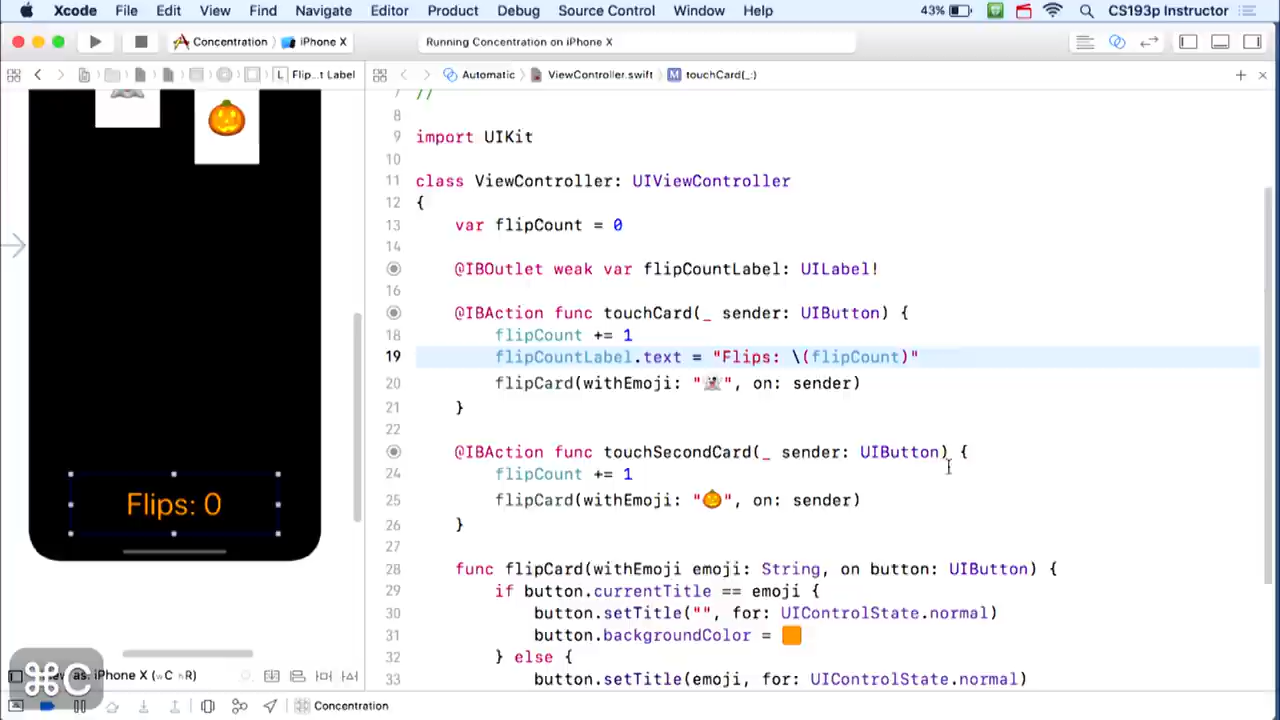 Xcode File Edit View Find Navigate Editor Product Debug Source Control Window Help 43% CS193p Instructor
Concentration iPhone X Running Concentration on iPhone X
Flip...t Label Automatic ViewController.swift M touchCard(_:)
7 //
8
9 import UIKit
10
11 class ViewController: UIViewController
12 {
13 var flipCount = 0
14
@IBOutlet weak var flipCountLabel: UILabel!
16
@IBAction func touchCard(_ sender: UIButton) {
18 flipCount += 1
19 flipCountLabel.text = "Flips: \(flipCount)"
20 flipCard(withEmoji: "👻", on: sender)
21 }
22
@IBAction func touchSecondCard(_ sender: UIButton) {
24 flipCount += 1
25 flipCard(withEmoji: "🎃", on: sender)
26 }
27
28 func flipCard(withEmoji emoji: String, on button: UIButton) {
29 if button.currentTitle == emoji {
30 button.setTitle("", for: UIControlState.normal)
31 button.backgroundColor =
32 } else {
33 button.setTitle(emoji, for: UIControlState.normal)
Flips: 0
⌘C
as: iPhone X (wC hR)
Concentration